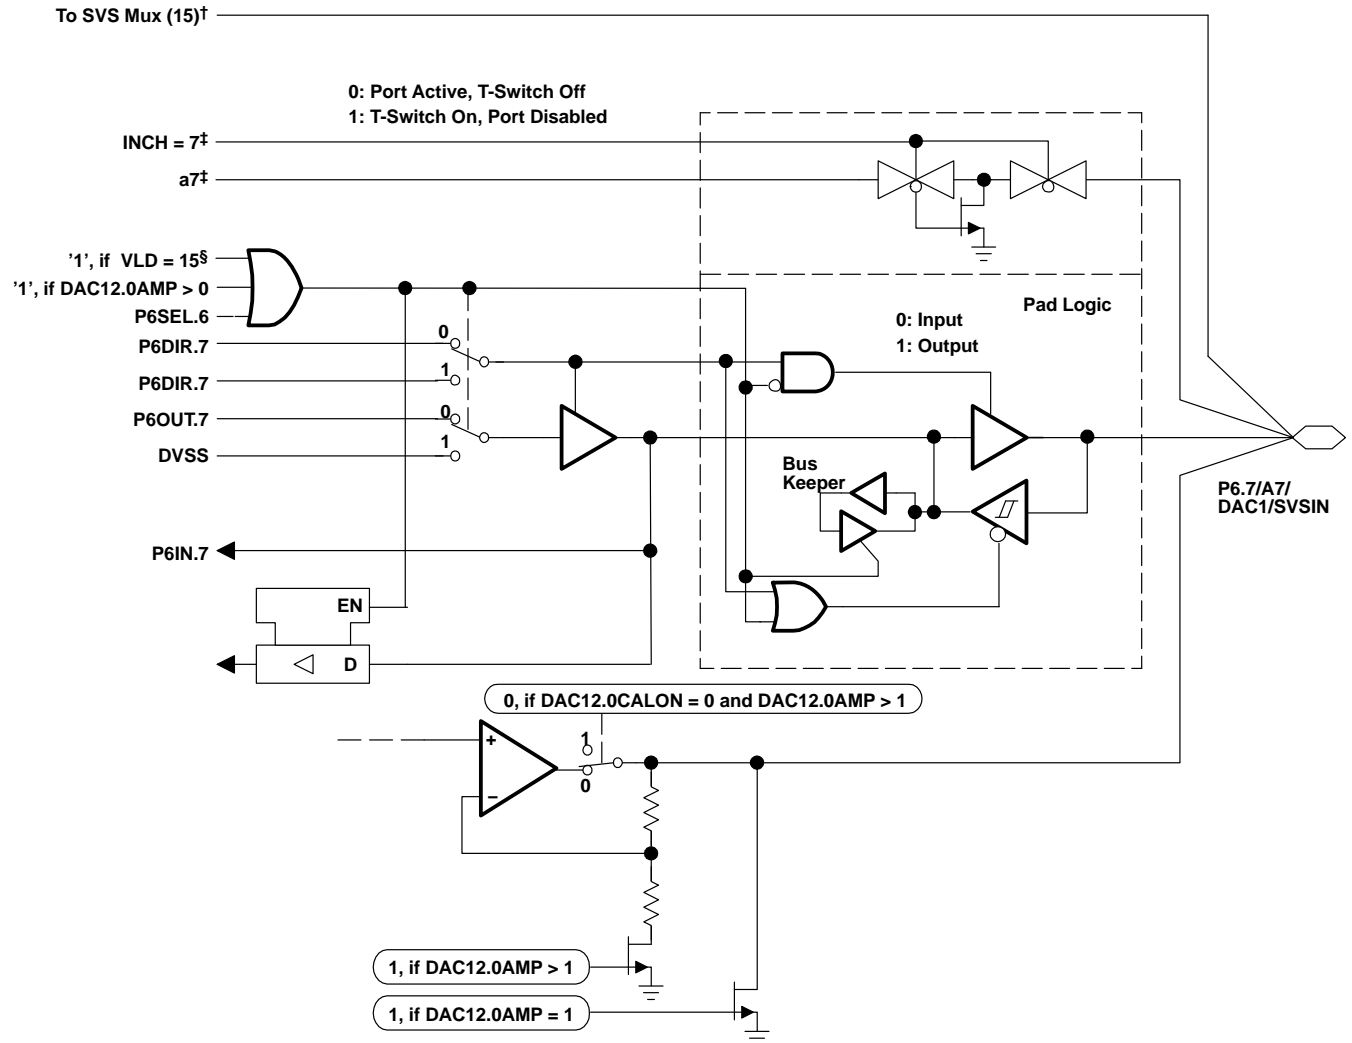 To SVS Mux (15)†
0: Port Active, T-Switch Off
1: T-Switch On, Port Disabled
INCH = 7‡
a7‡
'1', if VLD = 15§
'1', if DAC12.0AMP > 0
P6SEL.6
P6DIR.7
P6DIR.7
P6OUT.7
DVSS
0
1
0
1
Pad Logic
0: Input
1: Output
Bus
Keeper
P6.7/A7/
DAC1/SVSIN
P6IN.7
EN
D
0, if DAC12.0CALON = 0 and DAC12.0AMP > 1
+
−
1
0
1, if DAC12.0AMP > 1
1, if DAC12.0AMP = 1